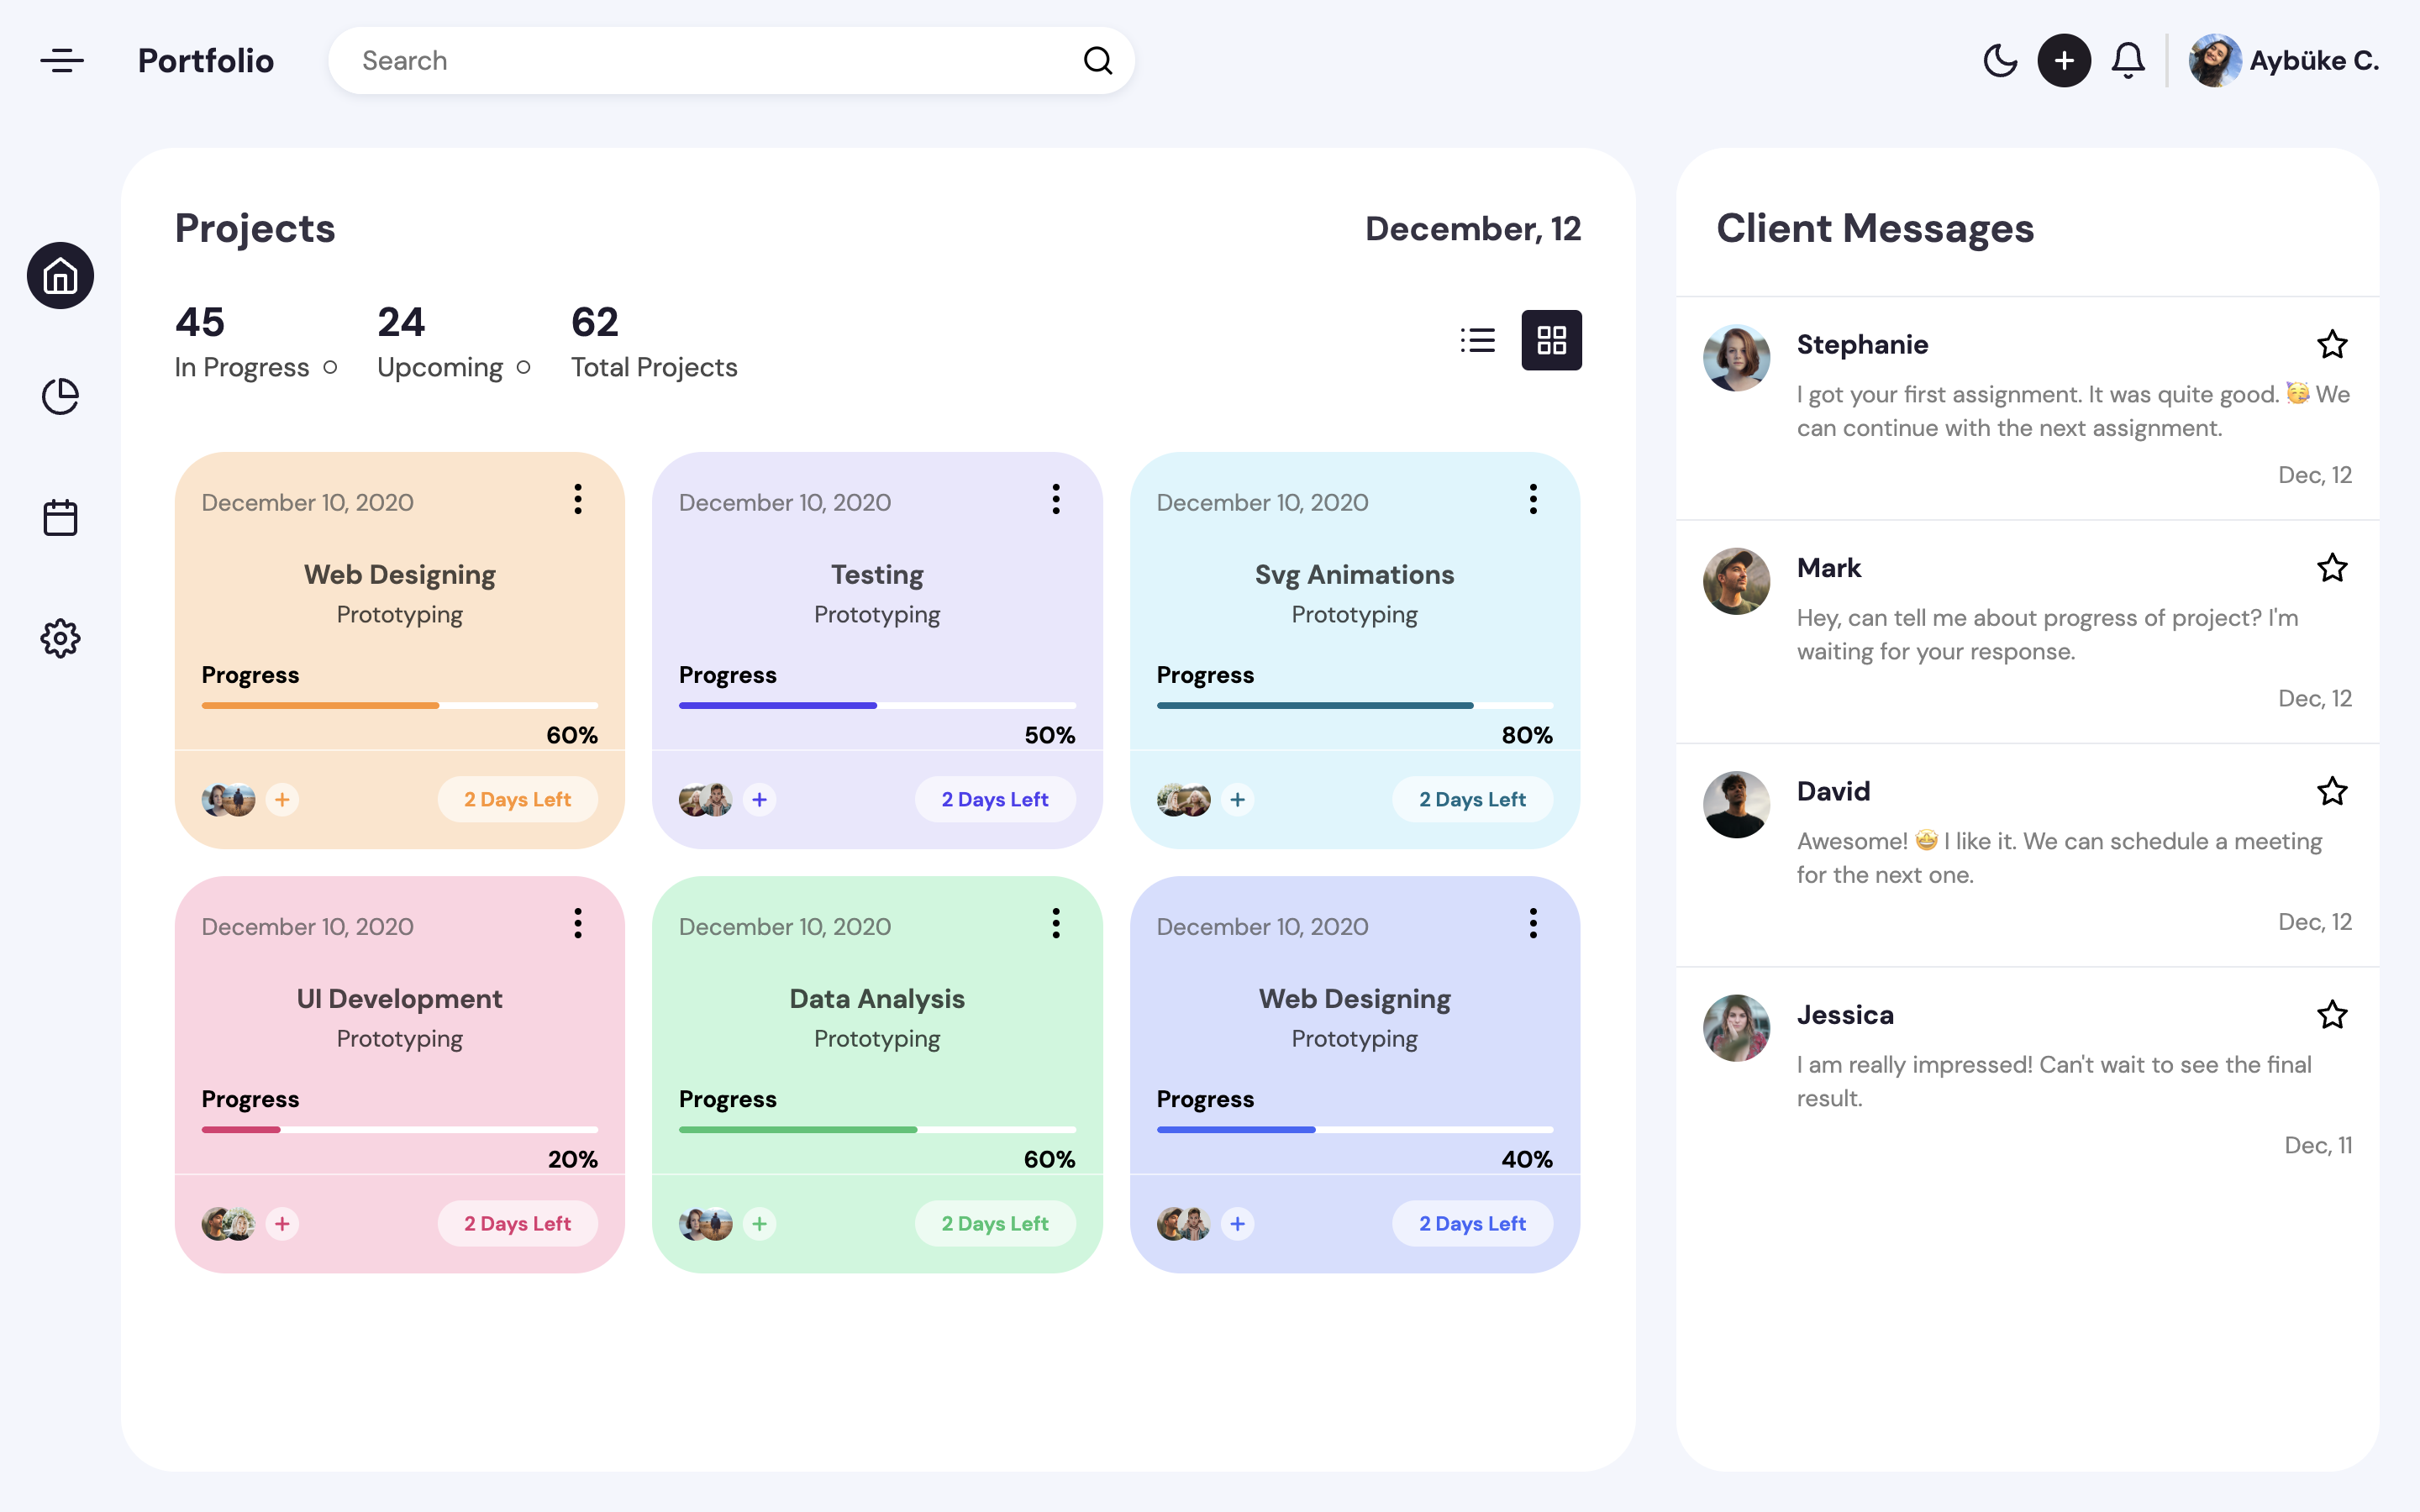 Portfolio
Search
Aybüke C.
Projects
December, 12
45
In Progress
24
Upcoming
62
Total Projects
December 10, 2020
Web Designing
Prototyping
Progress
60%
2 Days Left
December 10, 2020
Testing
Prototyping
Progress
50%
2 Days Left
December 10, 2020
Svg Animations
Prototyping
Progress
80%
2 Days Left
December 10, 2020
UI Development
Prototyping
Progress
20%
2 Days Left
December 10, 2020
Data Analysis
Prototyping
Progress
60%
2 Days Left
December 10, 2020
Web Designing
Prototyping
Progress
40%
2 Days Left
Client Messages
Stephanie
I got your first assignment. It was quite good. 🥳 We
can continue with the next assignment.
Dec, 12
Mark
Hey, can tell me about progress of project? I'm
waiting for your response.
Dec, 12
David
Awesome! 🤩 I like it. We can schedule a meeting
for the next one.
Dec, 12
Jessica
I am really impressed! Can't wait to see the final
result.
Dec, 11